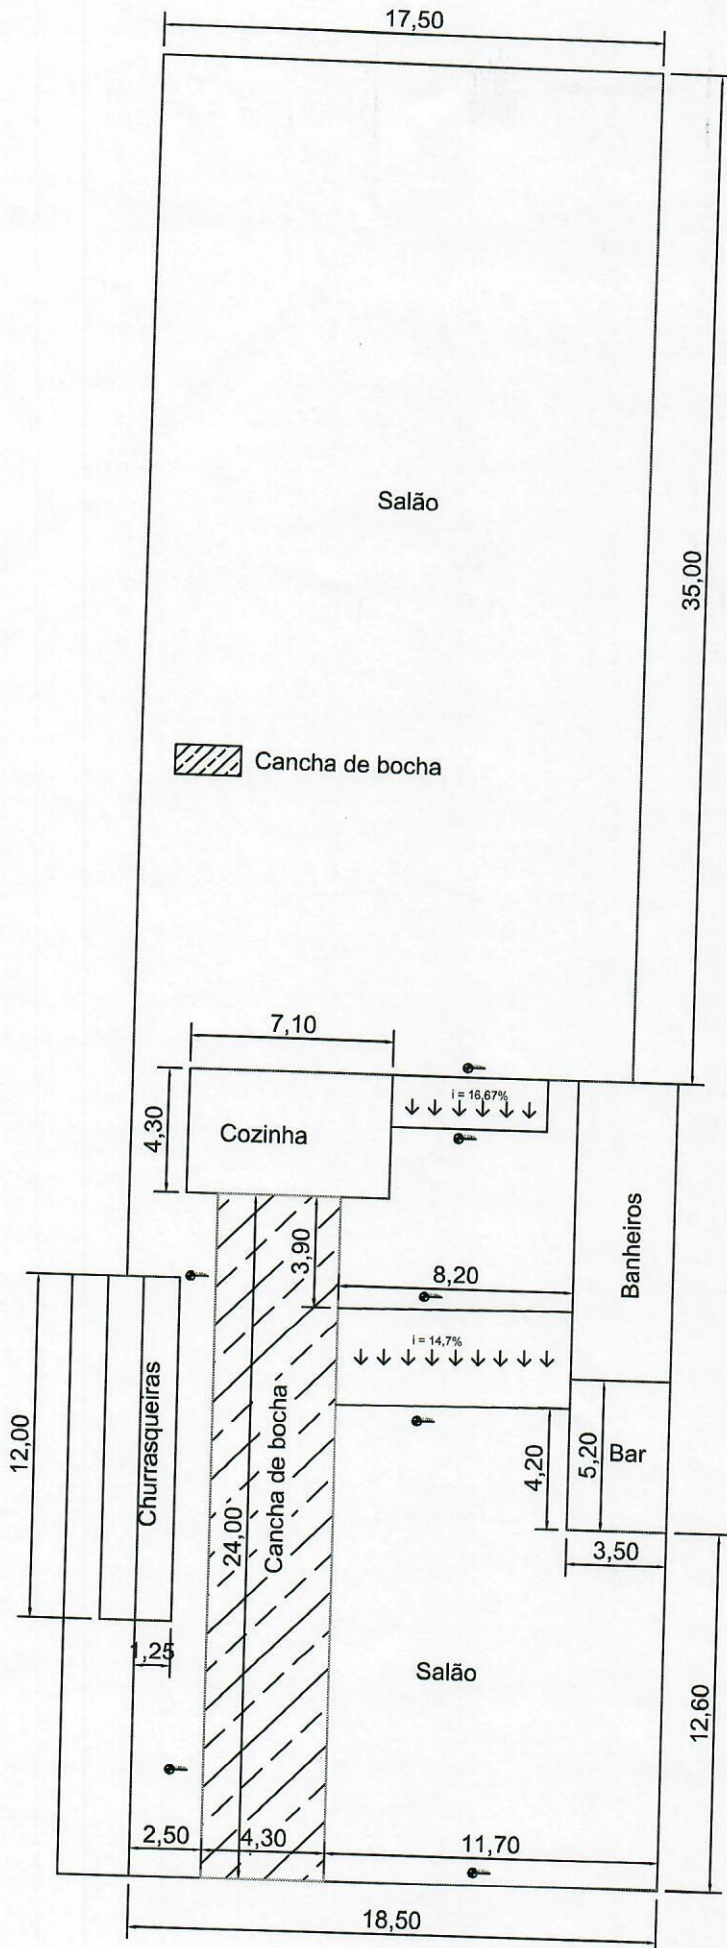 17,50
Salão
35,00
Cancha de bocha
7,10
4,30
Cozinha
i = 16,67%
3,90
8,20
Banheiros
i = 14,7%
12,00
Churrasqueiras
24,00
Cancha de bocha
4,20
5,20
Bar
3,50
1,25
Salão
12,60
2,50
4,30
11,70
18,50